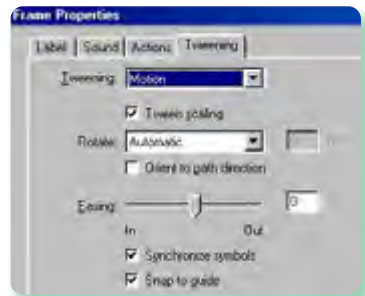 Frame Properties
Label Sound Actions Tweening
Tweening: Motion
Tween scaling
Rotate: Automatic
Orient to path direction
Easing: 0
In Out
Synchronize symbols
Snap to guide